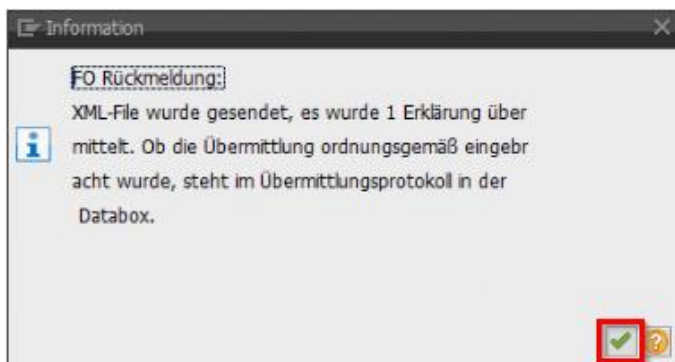 Information
FO Rückmeldung:
XML-File wurde gesendet, es wurde 1 Erklärung über
mittelt. Ob die Übermittlung ordnungsgemäß eingebr
acht wurde, steht im Übermittlungsprotokoll in der
Databox.